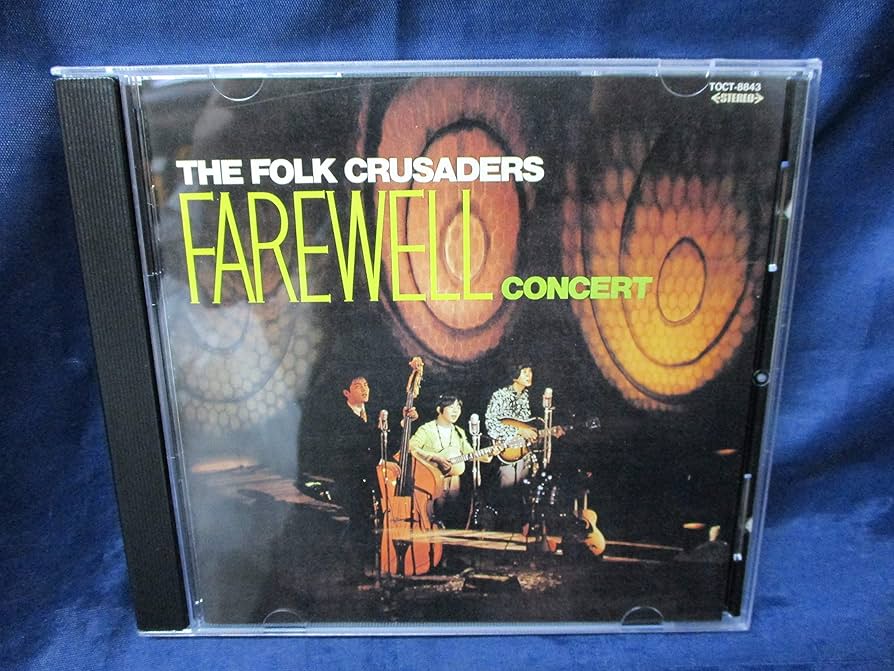 TOCT-8843
STEREO
THE FOLK CRUSADERS
FAREWELL CONCERT